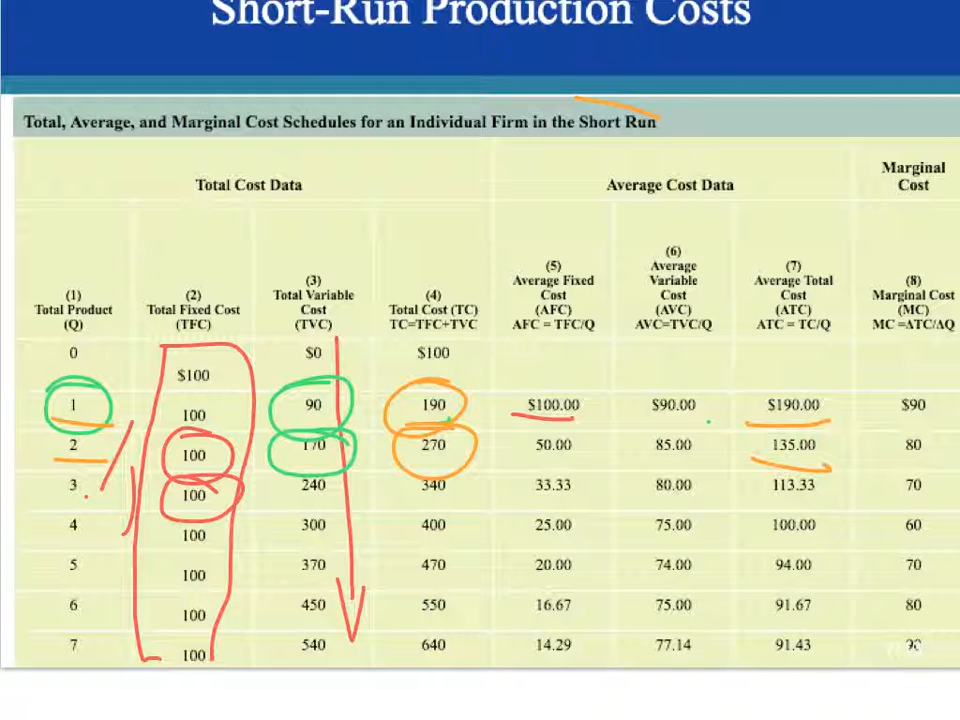 Short-Run Production Costs
Total, Average, and Marginal Cost Schedules for an Individual Firm in the Short Run
Total Cost Data Average Cost Data Marginal Cost
(1) Total Product (Q) (2) Total Fixed Cost (TFC) (3) Total Variable Cost (TVC) (4) Total Cost (TC) TC=TFC+TVC (5) Average Fixed Cost (AFC) AFC = TFC/Q (6) Average Variable Cost (AVC) AVC=TVC/Q (7) Average Total Cost (ATC) ATC = TC/Q (8) Marginal Cost (MC) MC =ΔTC/ΔQ
0 $100 $0 $100
1 100 90 190 $100.00 $90.00 $190.00 $90
2 100 170 270 50.00 85.00 135.00 80
3 100 240 340 33.33 80.00 113.33 70
4 100 300 400 25.00 75.00 100.00 60
5 100 370 470 20.00 74.00 94.00 70
6 100 450 550 16.67 75.00 91.67 80
7 100 540 640 14.29 77.14 91.43 90